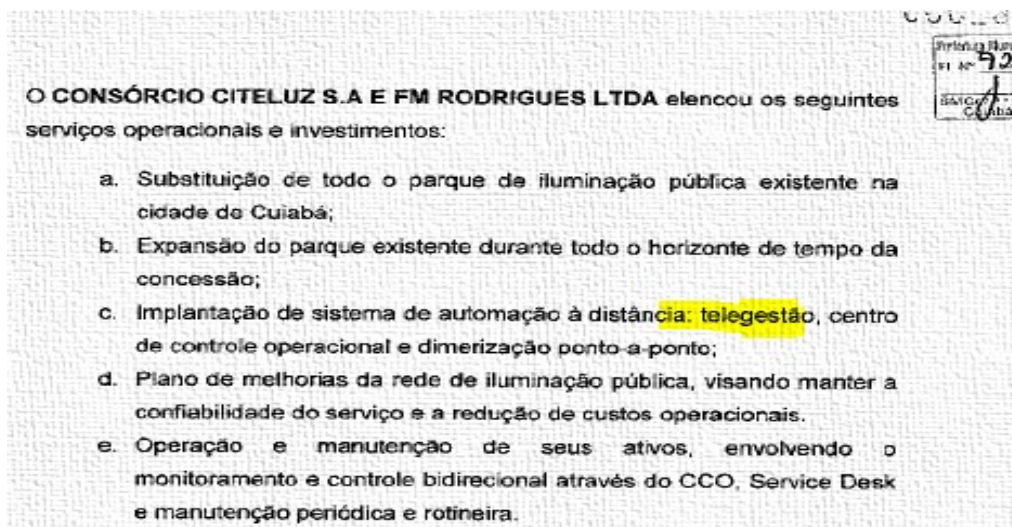 Prefeitura
Fl Nº 92
O CONSÓRCIO CITELUZ S.A E FM RODRIGUES LTDA elencou os seguintes
serviços operacionais e investimentos:
a. Substituição de todo o parque de iluminação pública existente na
cidade de Cuiabá;
b. Expansão do parque existente durante todo o horizonte de tempo da
concessão;
c. Implantação de sistema de automação à distância: telegestão, centro
de controle operacional e dimerização ponto-a-ponto;
d. Plano de melhorias da rede de iluminação pública, visando manter a
confiabilidade do serviço e a redução de custos operacionais.
e. Operação e manutenção de seus ativos, envolvendo o
monitoramento e controle bidirecional através do CCO, Service Desk
e manutenção periódica e rotineira.